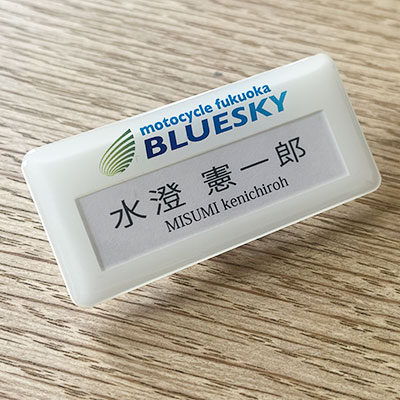 motocycle fukuoka
BLUESKY
水澄 憲一郎
MISUMI kenichiroh